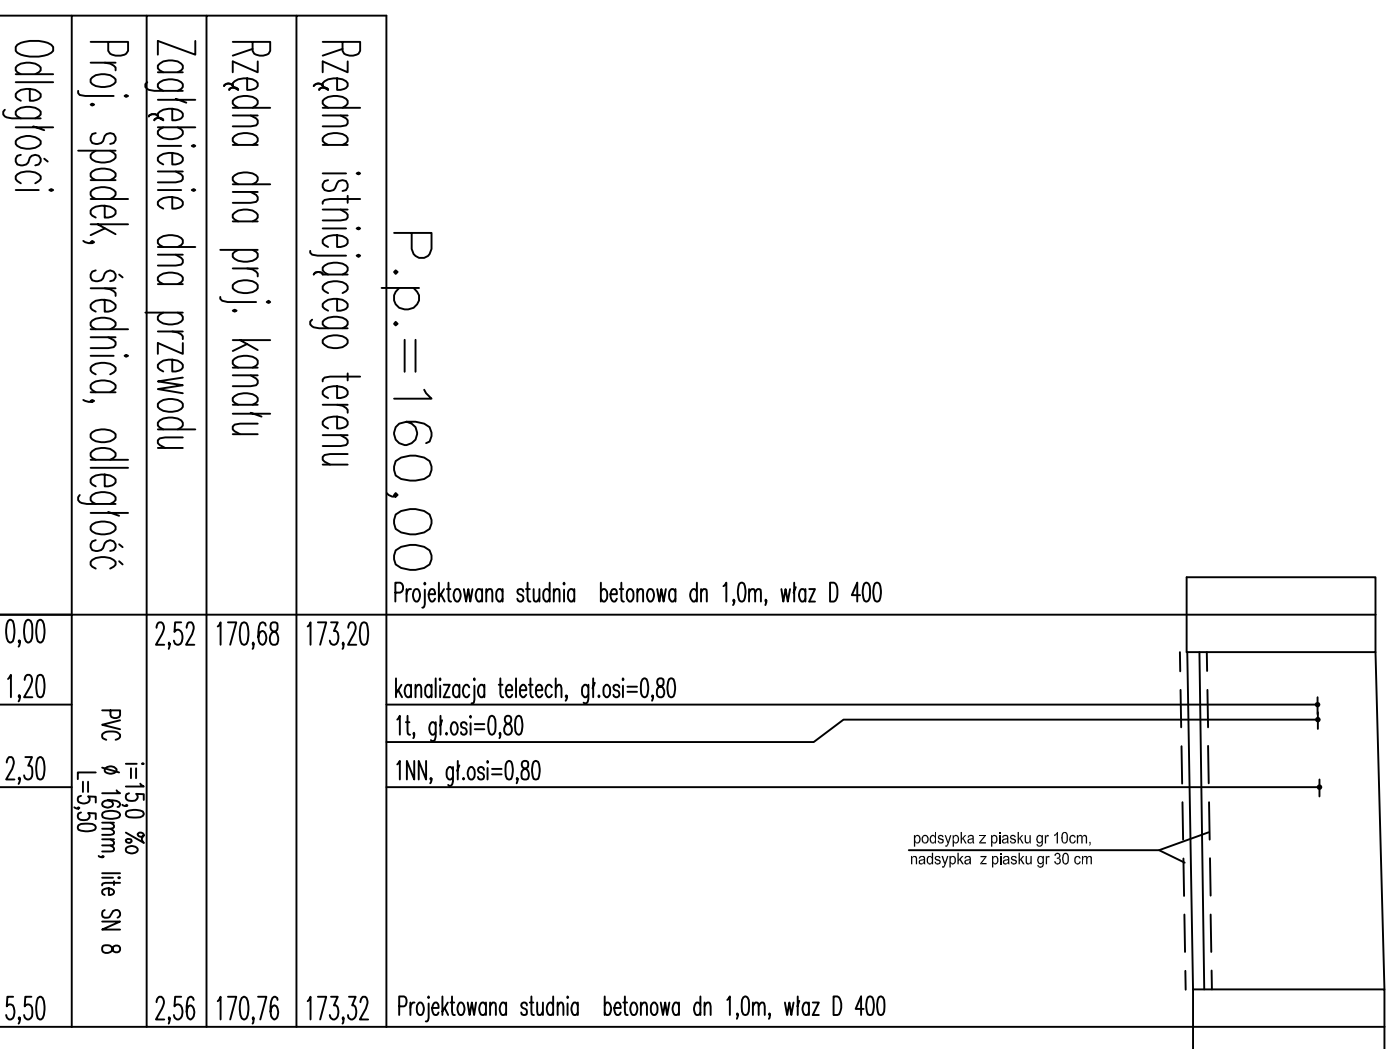 P.p.=160,00
Rzędna istniejącego terenu
Rzędna dna proj. kanału
Zagłębienie dna przewodu
Proj. spadek, średnica, odległość
Odległości
Projektowana studnia betonowa dn 1,0m, właz D 400
0,00
2,52
170,68
173,20
1,20
kanalizacja teletech, gł.osi=0,80
1t, gł.osi=0,80
2,30
1NN, gł.osi=0,80
i=15,0 ‰
PVC ø 160mm, lite SN 8
L=5,50
podsypka z piasku gr 10cm,
nadsypka z piasku gr 30 cm
5,50
2,56
170,76
173,32
Projektowana studnia betonowa dn 1,0m, właz D 400